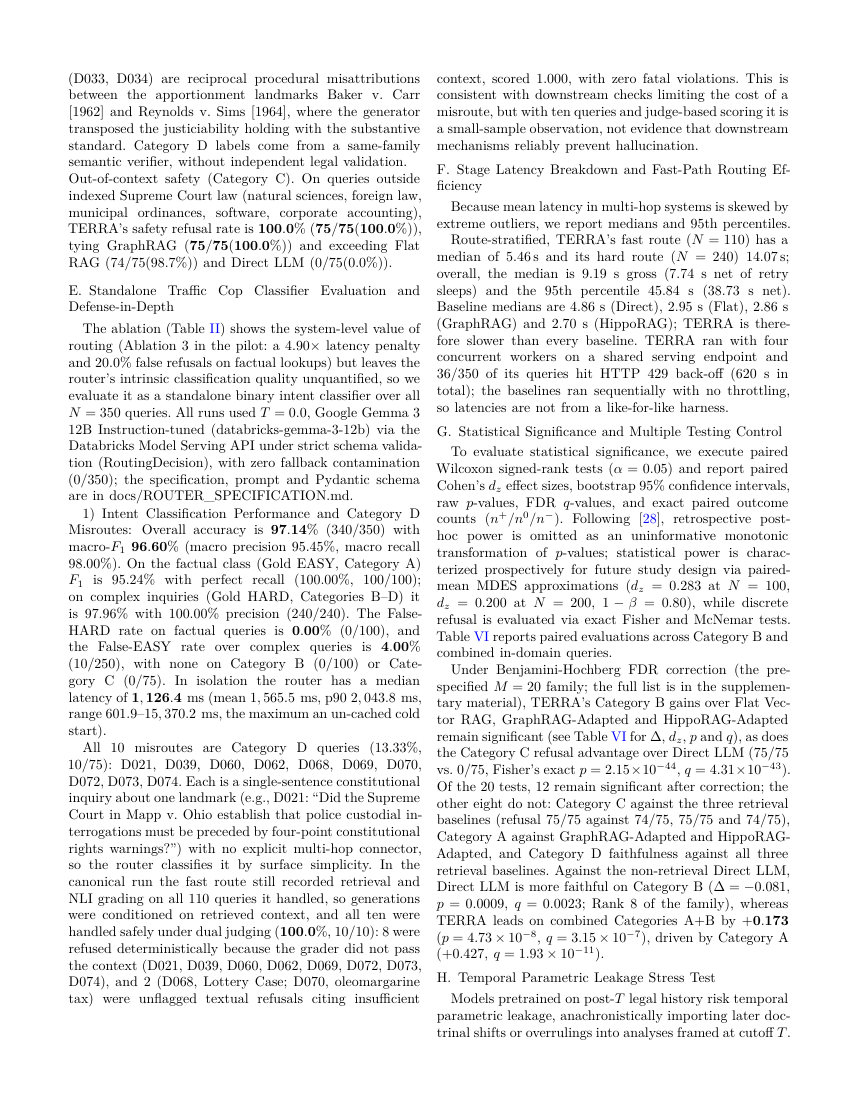 (D033, D034) are reciprocal procedural misattributions
between the apportionment landmarks Baker v. Carr
[1962] and Reynolds v. Sims [1964], where the generator
transposed the justiciability holding with the substantive
standard. Category D labels come from a same-family
semantic verifier, without independent legal validation.
Out-of-context safety (Category C). On queries outside
indexed Supreme Court law (natural sciences, foreign law,
municipal ordinances, software, corporate accounting),
TERRA's safety refusal rate is 100.0% (75/75(100.0%)),
tying GraphRAG (75/75(100.0%)) and exceeding Flat
RAG (74/75(98.7%)) and Direct LLM (0/75(0.0%)).
E. Standalone Traffic Cop Classifier Evaluation and
Defense-in-Depth
The ablation (Table II) shows the system-level value of
routing (Ablation 3 in the pilot: a 4.90× latency penalty
and 20.0% false refusals on factual lookups) but leaves the
router's intrinsic classification quality unquantified, so we
evaluate it as a standalone binary intent classifier over all
N = 350 queries. All runs used T = 0.0, Google Gemma 3
12B Instruction-tuned (databricks-gemma-3-12b) via the
Databricks Model Serving API under strict schema valida-
tion (RoutingDecision), with zero fallback contamination
(0/350); the specification, prompt and Pydantic schema
are in docs/ROUTER_SPECIFICATION.md.
1) Intent Classification Performance and Category D
Misroutes: Overall accuracy is 97.14% (340/350) with
macro-F1 96.60% (macro precision 95.45%, macro recall
98.00%). On the factual class (Gold EASY, Category A)
F1 is 95.24% with perfect recall (100.00%, 100/100);
on complex inquiries (Gold HARD, Categories B–D) it
is 97.96% with 100.00% precision (240/240). The False-
HARD rate on factual queries is 0.00% (0/100), and
the False-EASY rate over complex queries is 4.00%
(10/250), with none on Category B (0/100) or Cate-
gory C (0/75). In isolation the router has a median
latency of 1,126.4 ms (mean 1,565.5 ms, p90 2,043.8 ms,
range 601.9–15,370.2 ms, the maximum an un-cached cold
start).
All 10 misroutes are Category D queries (13.33%,
10/75): D021, D039, D060, D062, D068, D069, D070,
D072, D073, D074. Each is a single-sentence constitutional
inquiry about one landmark (e.g., D021: “Did the Supreme
Court in Mapp v. Ohio establish that police custodial in-
terrogations must be preceded by four-point constitutional
rights warnings?”) with no explicit multi-hop connector,
so the router classifies it by surface simplicity. In the
canonical run the fast route still recorded retrieval and
NLI grading on all 110 queries it handled, so generations
were conditioned on retrieved context, and all ten were
handled safely under dual judging (100.0%, 10/10): 8 were
refused deterministically because the grader did not pass
the context (D021, D039, D060, D062, D069, D072, D073,
D074), and 2 (D068, Lottery Case; D070, oleomargarine
tax) were unflagged textual refusals citing insufficient
context, scored 1.000, with zero fatal violations. This is
consistent with downstream checks limiting the cost of a
misroute, but with ten queries and judge-based scoring it is
a small-sample observation, not evidence that downstream
mechanisms reliably prevent hallucination.
F. Stage Latency Breakdown and Fast-Path Routing Ef-
ficiency
Because mean latency in multi-hop systems is skewed by
extreme outliers, we report medians and 95th percentiles.
Route-stratified, TERRA's fast route (N = 110) has a
median of 5.46 s and its hard route (N = 240) 14.07 s;
overall, the median is 9.19 s gross (7.74 s net of retry
sleeps) and the 95th percentile 45.84 s (38.73 s net).
Baseline medians are 4.86 s (Direct), 2.95 s (Flat), 2.86 s
(GraphRAG) and 2.70 s (HippoRAG); TERRA is there-
fore slower than every baseline. TERRA ran with four
concurrent workers on a shared serving endpoint and
36/350 of its queries hit HTTP 429 back-off (620 s in
total); the baselines ran sequentially with no throttling,
so latencies are not from a like-for-like harness.
G. Statistical Significance and Multiple Testing Control
To evaluate statistical significance, we execute paired
Wilcoxon signed-rank tests (α = 0.05) and report paired
Cohen's dz effect sizes, bootstrap 95% confidence intervals,
raw p-values, FDR q-values, and exact paired outcome
counts (n⁺/n⁰/n⁻). Following [28], retrospective post-
hoc power is omitted as an uninformative monotonic
transformation of p-values; statistical power is charac-
terized prospectively for future study design via paired-
mean MDES approximations (dz = 0.283 at N = 100,
dz = 0.200 at N = 200, 1 − β = 0.80), while discrete
refusal is evaluated via exact Fisher and McNemar tests.
Table VI reports paired evaluations across Category B and
combined in-domain queries.
Under Benjamini-Hochberg FDR correction (the pre-
specified M = 20 family; the full list is in the supplemen-
tary material), TERRA's Category B gains over Flat Vec-
tor RAG, GraphRAG-Adapted and HippoRAG-Adapted
remain significant (see Table VI for Δ, dz, p and q), as does
the Category C refusal advantage over Direct LLM (75/75
vs. 0/75, Fisher's exact p = 2.15×10⁻⁴⁴, q = 4.31×10⁻⁴³).
Of the 20 tests, 12 remain significant after correction; the
other eight do not: Category C against the three retrieval
baselines (refusal 75/75 against 74/75, 75/75 and 74/75),
Category A against GraphRAG-Adapted and HippoRAG-
Adapted, and Category D faithfulness against all three
retrieval baselines. Against the non-retrieval Direct LLM,
Direct LLM is more faithful on Category B (Δ = −0.081,
p = 0.0009, q = 0.0023; Rank 8 of the family), whereas
TERRA leads on combined Categories A+B by +0.173
(p = 4.73 × 10⁻⁸, q = 3.15 × 10⁻⁷), driven by Category A
(+0.427, q = 1.93 × 10⁻¹¹).
H. Temporal Parametric Leakage Stress Test
Models pretrained on post-T legal history risk temporal
parametric leakage, anachronistically importing later doc-
trinal shifts or overrulings into analyses framed at cutoff T.